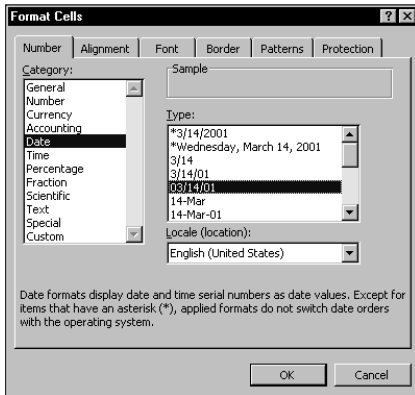 Format Cells
Number Alignment Font Border Patterns Protection
Category:
General
Number
Currency
Accounting
Date
Time
Percentage
Fraction
Scientific
Text
Special
Custom
Sample
Type:
*3/14/2001
*Wednesday, March 14, 2001
3/14
3/14/01
03/14/01
14-Mar
14-Mar-01
Locale (location):
English (United States)
Date formats display date and time serial numbers as date values. Except for
items that have an asterisk (*), applied formats do not switch date orders
with the operating system.
OK Cancel